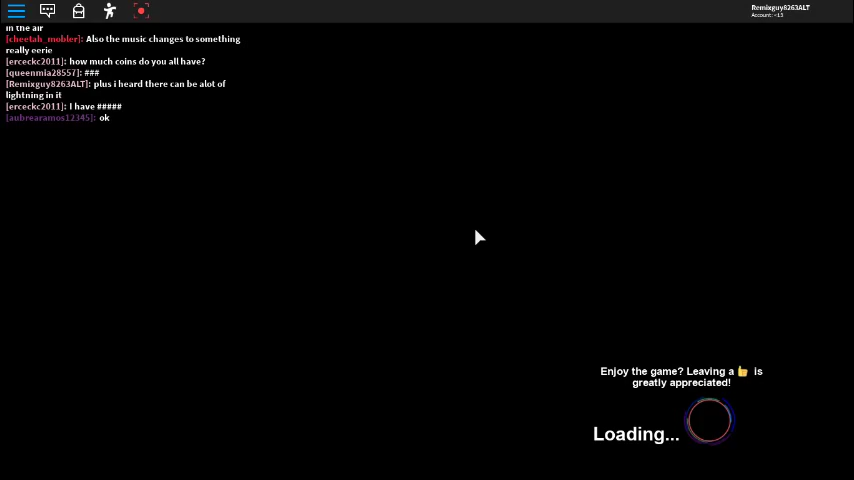 Remixguy8263ALT
Account: <13
in the air
[cheetah_mobler]: Also the music changes to something
really eerie
[erceckc2011]: how much coins do you all have?
[queenmia28557]: ###
[Remixguy8263ALT]: plus i heard there can be alot of
lightning in it
[erceckc2011]: I have #####
[aubrearamos12345]: ok
Enjoy the game? Leaving a 👍 is
greatly appreciated!
Loading...